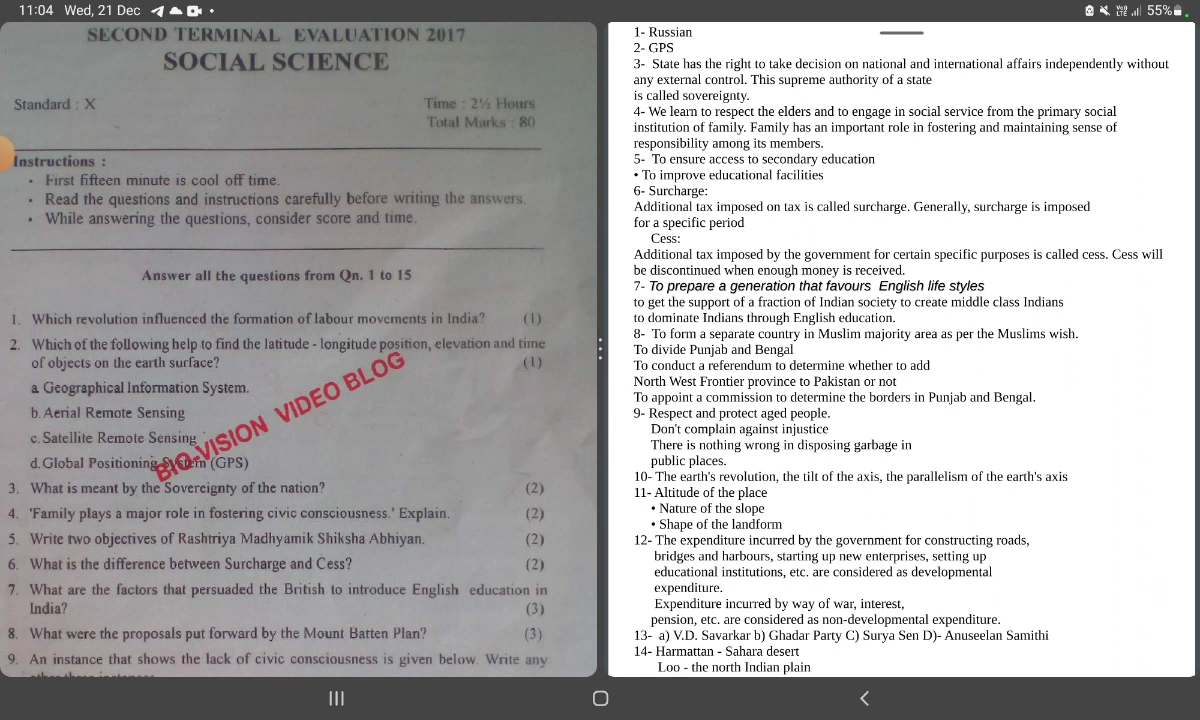 11:04 Wed, 21 Dec
55%
SECOND TERMINAL EVALUATION 2017
SOCIAL SCIENCE
Standard : X
Time : 2½ Hours
Total Marks : 80
Instructions :
• First fifteen minute is cool off time.
• Read the questions and instructions carefully before writing the answers.
• While answering the questions, consider score and time.
Answer all the questions from Qn. 1 to 15
1. Which revolution influenced the formation of labour movements in India? (1)
2. Which of the following help to find the latitude - longitude position, elevation and time
of objects on the earth surface? (1)
a. Geographical Information System.
b. Aerial Remote Sensing
c. Satellite Remote Sensing
d. Global Positioning System (GPS)
BIO-VISION VIDEO BLOG
3. What is meant by the Sovereignty of the nation? (2)
4. 'Family plays a major role in fostering civic consciousness.' Explain. (2)
5. Write two objectives of Rashtriya Madhyamik Shiksha Abhiyan. (2)
6. What is the difference between Surcharge and Cess? (2)
7. What are the factors that persuaded the British to introduce English education in
India? (3)
8. What were the proposals put forward by the Mount Batten Plan? (3)
9. An instance that shows the lack of civic consciousness is given below. Write any
1- Russian
2- GPS
3- State has the right to take decision on national and international affairs independently without
any external control. This supreme authority of a state
is called sovereignty.
4- We learn to respect the elders and to engage in social service from the primary social
institution of family. Family has an important role in fostering and maintaining sense of
responsibility among its members.
5- To ensure access to secondary education
• To improve educational facilities
6- Surcharge:
Additional tax imposed on tax is called surcharge. Generally, surcharge is imposed
for a specific period
Cess:
Additional tax imposed by the government for certain specific purposes is called cess. Cess will
be discontinued when enough money is received.
7- To prepare a generation that favours English life styles
to get the support of a fraction of Indian society to create middle class Indians
to dominate Indians through English education.
8- To form a separate country in Muslim majority area as per the Muslims wish.
To divide Punjab and Bengal
To conduct a referendum to determine whether to add
North West Frontier province to Pakistan or not
To appoint a commission to determine the borders in Punjab and Bengal.
9- Respect and protect aged people.
Don't complain against injustice
There is nothing wrong in disposing garbage in
public places.
10- The earth's revolution, the tilt of the axis, the parallelism of the earth's axis
11- Altitude of the place
• Nature of the slope
• Shape of the landform
12- The expenditure incurred by the government for constructing roads,
bridges and harbours, starting up new enterprises, setting up
educational institutions, etc. are considered as developmental
expenditure.
Expenditure incurred by way of war, interest,
pension, etc. are considered as non-developmental expenditure.
13- a) V.D. Savarkar b) Ghadar Party C) Surya Sen D)- Anuseelan Samithi
14- Harmattan - Sahara desert
Loo - the north Indian plain